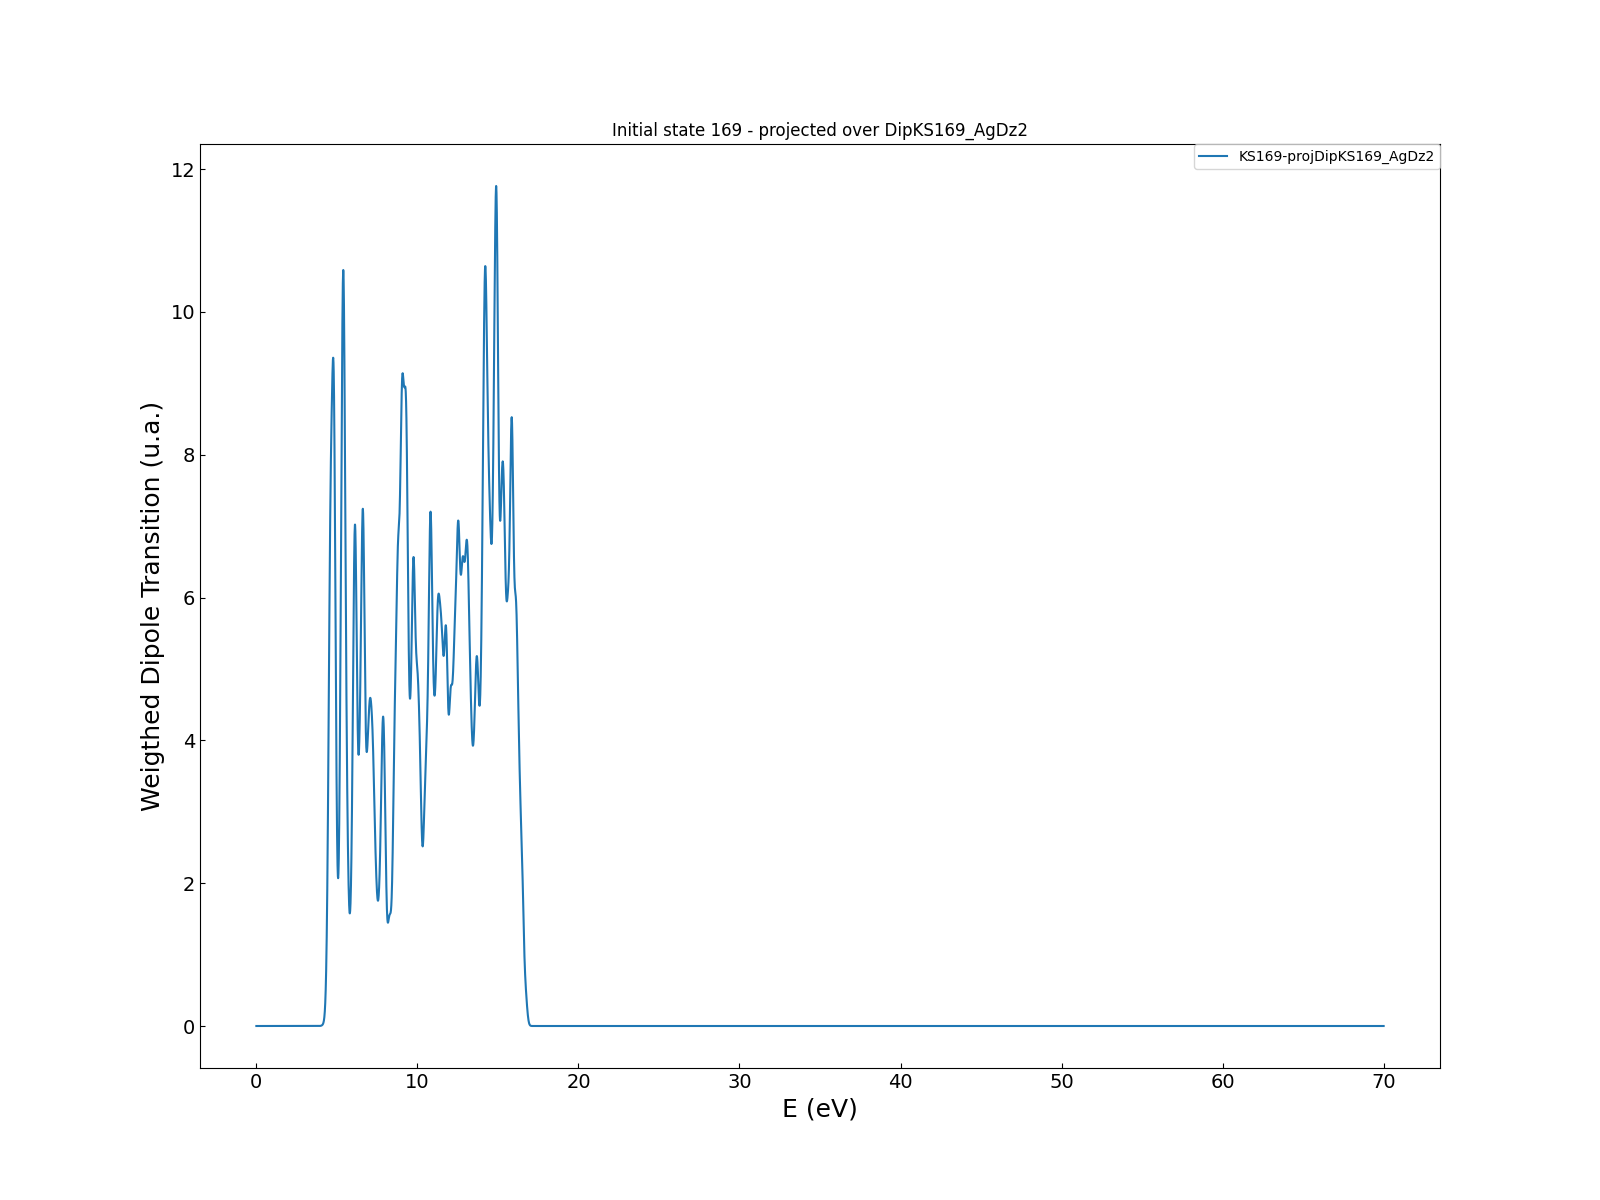 Initial state 169 - projected over DipKS169_AgDz2
KS169-projDipKS169_AgDz2
Weigthed Dipole Transition (u.a.)
12
10
8
6
4
2
0
0 10 20 30 40 50 60 70
E (eV)